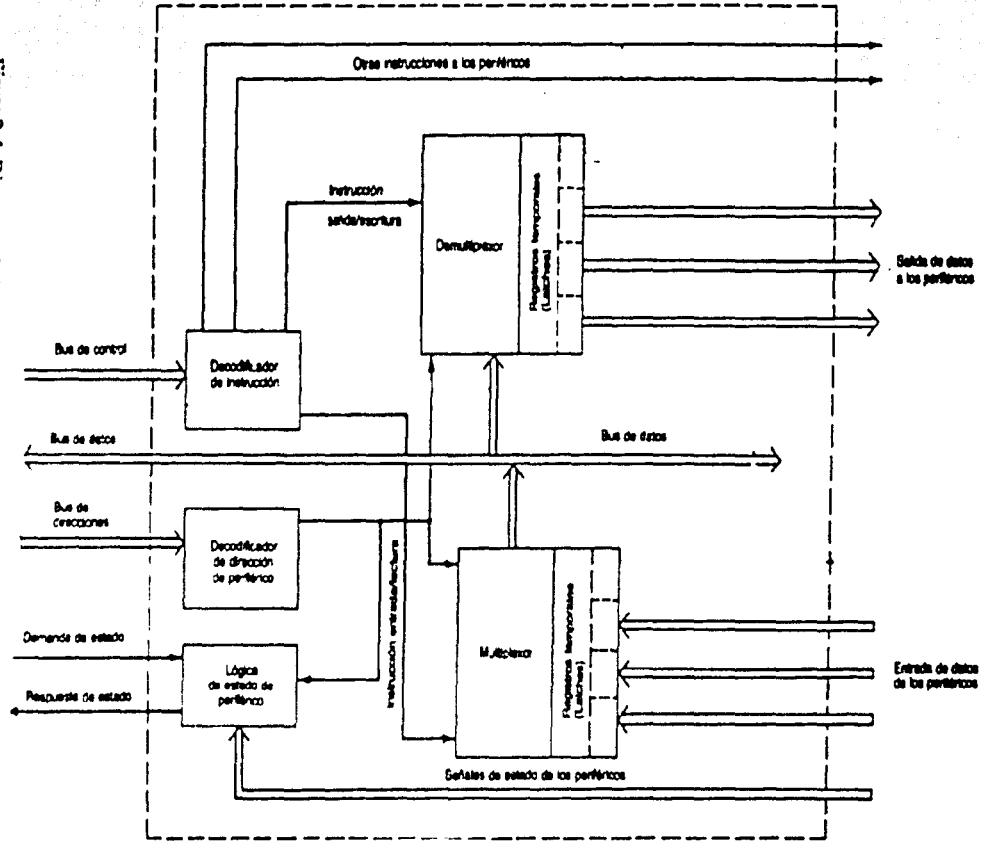 Otras instrucciones a los periféricos
Instrucción
salida/escritura
Demultiplexor
Registros temporales
(Latches)
Salida de datos
a los periféricos
Bus de control
Decodificador
de instrucción
Bus de datos
Bus de datos
Bus de
direcciones
Decodificador
de dirección
de periférico
Instrucción entrada/lectura
Multiplexor
Registros temporales
(Latches)
Demanda de estado
Lógica
de estado de
periférico
Respuesta de estado
Entrada de datos
de los periféricos
Señales de estado de los periféricos